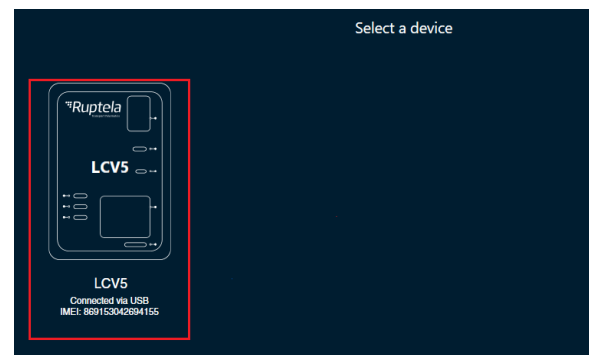 Select a device
Ruptela
LCV5
LCV5
Connected via USB
IMEI: 869153042694155